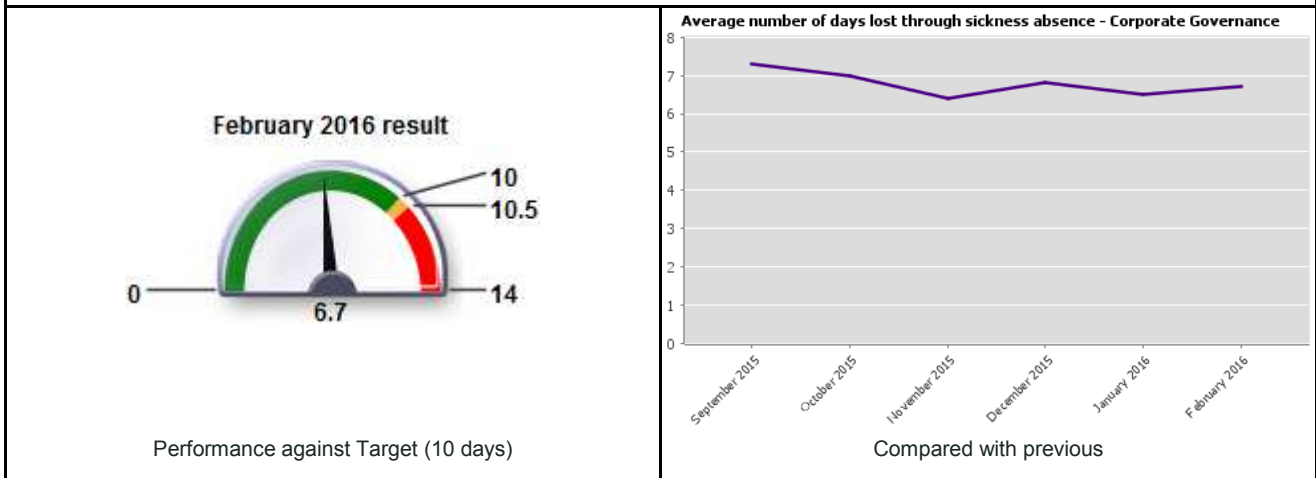 February 2016 result
10
10.5
0
14
6.7
Performance against Target (10 days)
Average number of days lost through sickness absence - Corporate Governance
8
7
6
5
4
3
2
1
0
September 2015
October 2015
November 2015
December 2015
January 2016
February 2016
Compared with previous